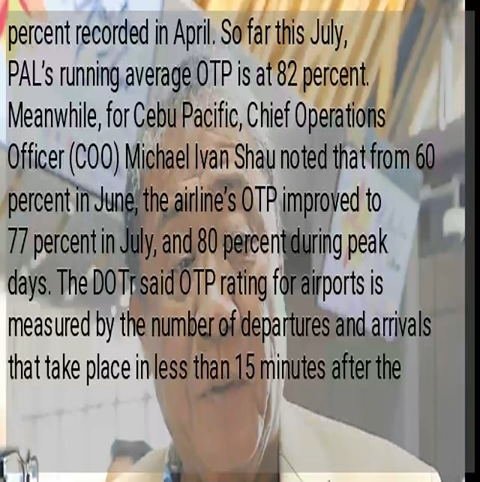 percent recorded in April. So far this July,
PAL's running average OTP is at 82 percent.
Meanwhile, for Cebu Pacific, Chief Operations
Officer (COO) Michael Ivan Shau noted that from 60
percent in June, the airline's OTP improved to
77 percent in July, and 80 percent during peak
days. The DOTr said OTP rating for airports is
measured by the number of departures and arrivals
that take place in less than 15 minutes after the